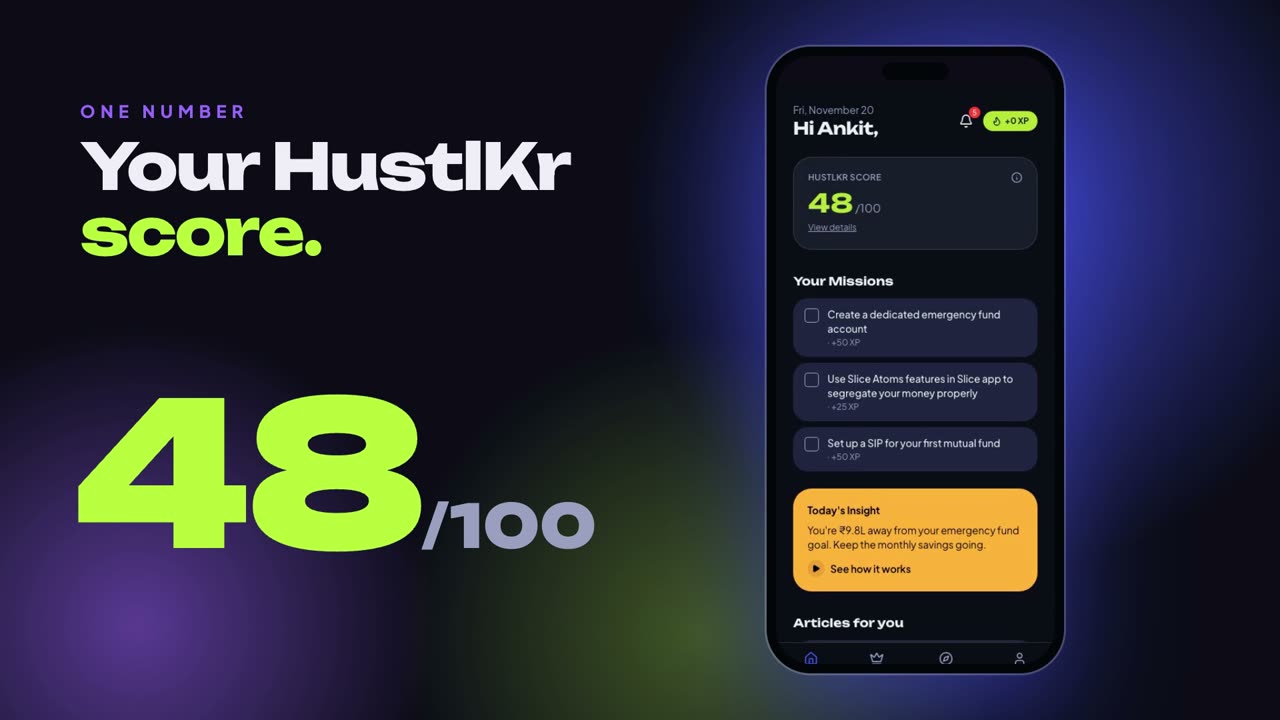 ONE NUMBER
Your HustlKr
score.
48/100
Fri, November 20
Hi Ankit,
5
+0 XP
HUSTLKR SCORE
48/100
View details
Your Missions
Create a dedicated emergency fund
account
· +50 XP
Use Slice Atoms features in Slice app to
segregate your money properly
· +25 XP
Set up a SIP for your first mutual fund
· +50 XP
Today's Insight
You're ₹9.8L away from your emergency fund
goal. Keep the monthly savings going.
See how it works
Articles for you